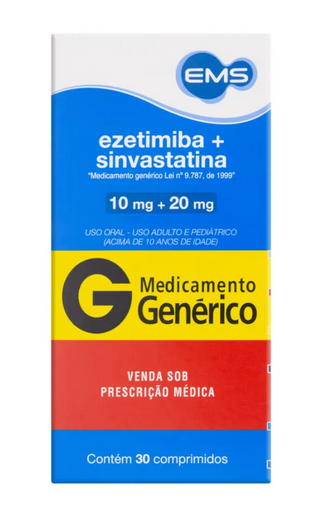 EMS
ezetimiba +
sinvastatina
"Medicamento genérico Lei nº 9.787, de 1999"
10 mg + 20 mg
USO ORAL - USO ADULTO E PEDIÁTRICO
(ACIMA DE 10 ANOS DE IDADE)
G Medicamento
Genérico
VENDA SOB
PRESCRIÇÃO MÉDICA
Contém 30 comprimidos